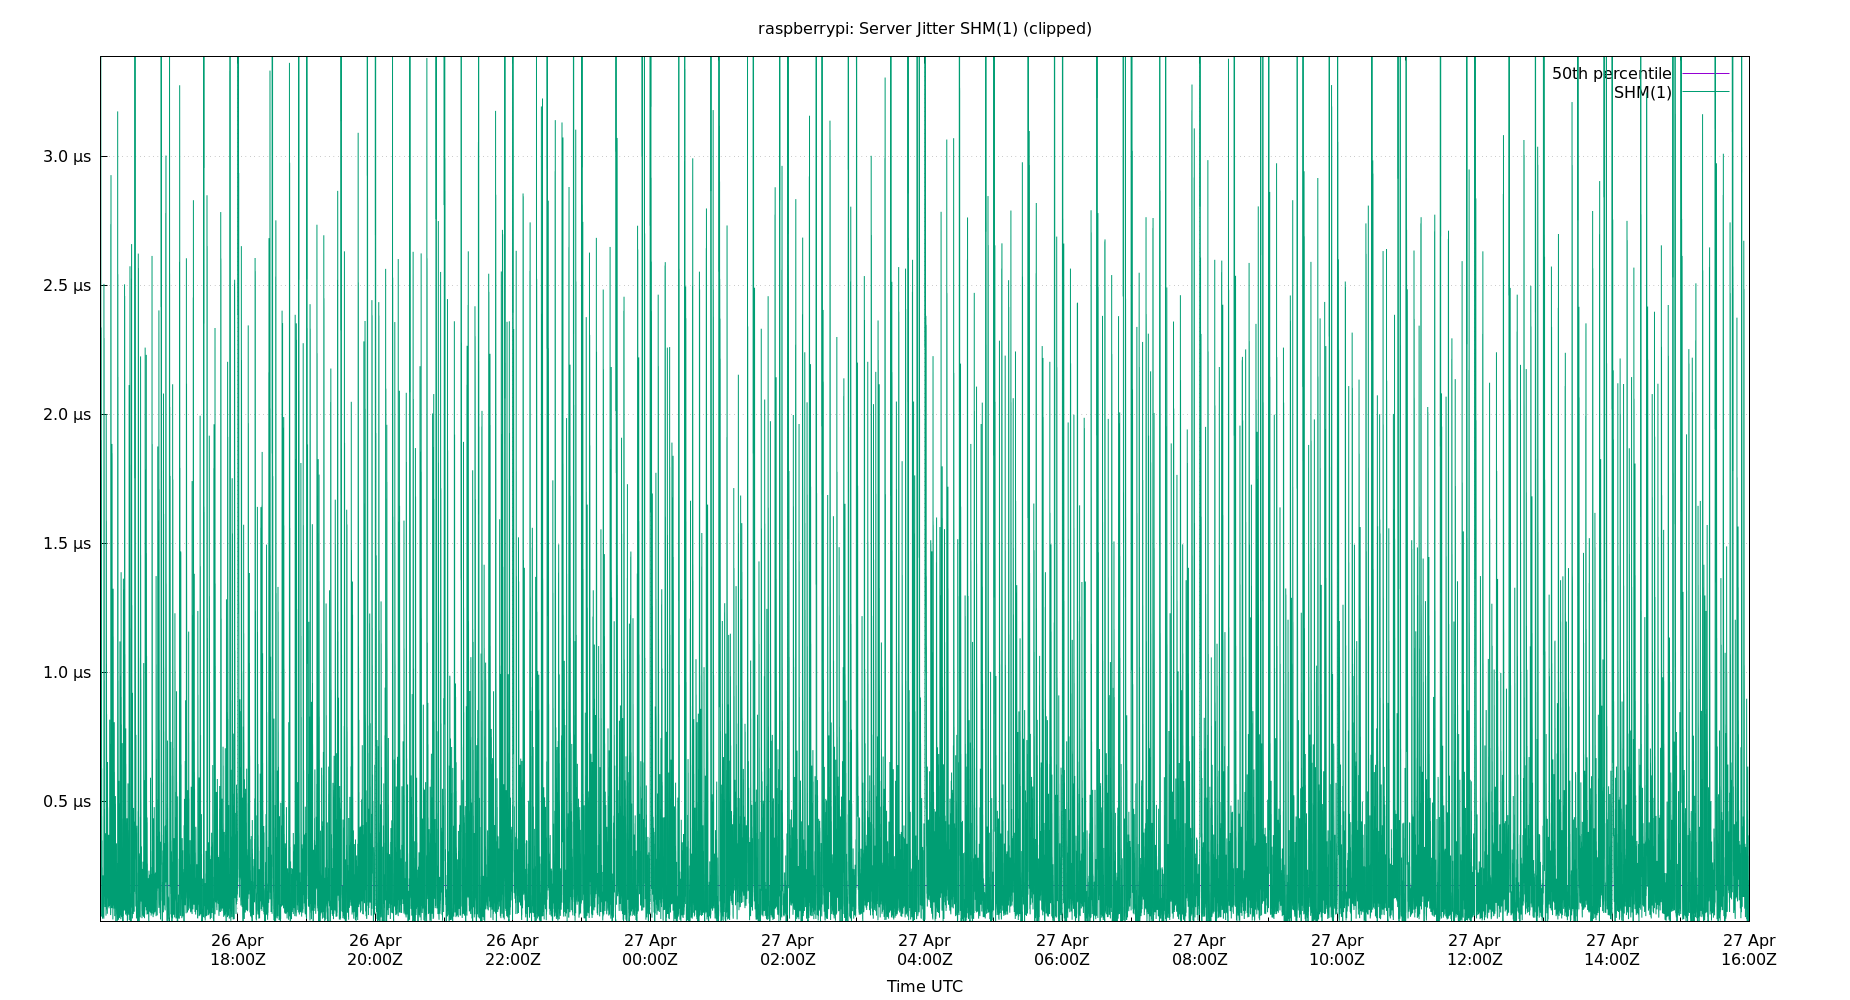 raspberrypi: Server Jitter SHM(1) (clipped)
50th percentile
SHM(1)
3.0 μs
2.5 μs
2.0 μs
1.5 μs
1.0 μs
0.5 μs
26 Apr 26 Apr 26 Apr 27 Apr 27 Apr 27 Apr 27 Apr 27 Apr 27 Apr 27 Apr 27 Apr 27 Apr
18:00Z 20:00Z 22:00Z 00:00Z 02:00Z 04:00Z 06:00Z 08:00Z 10:00Z 12:00Z 14:00Z 16:00Z
Time UTC